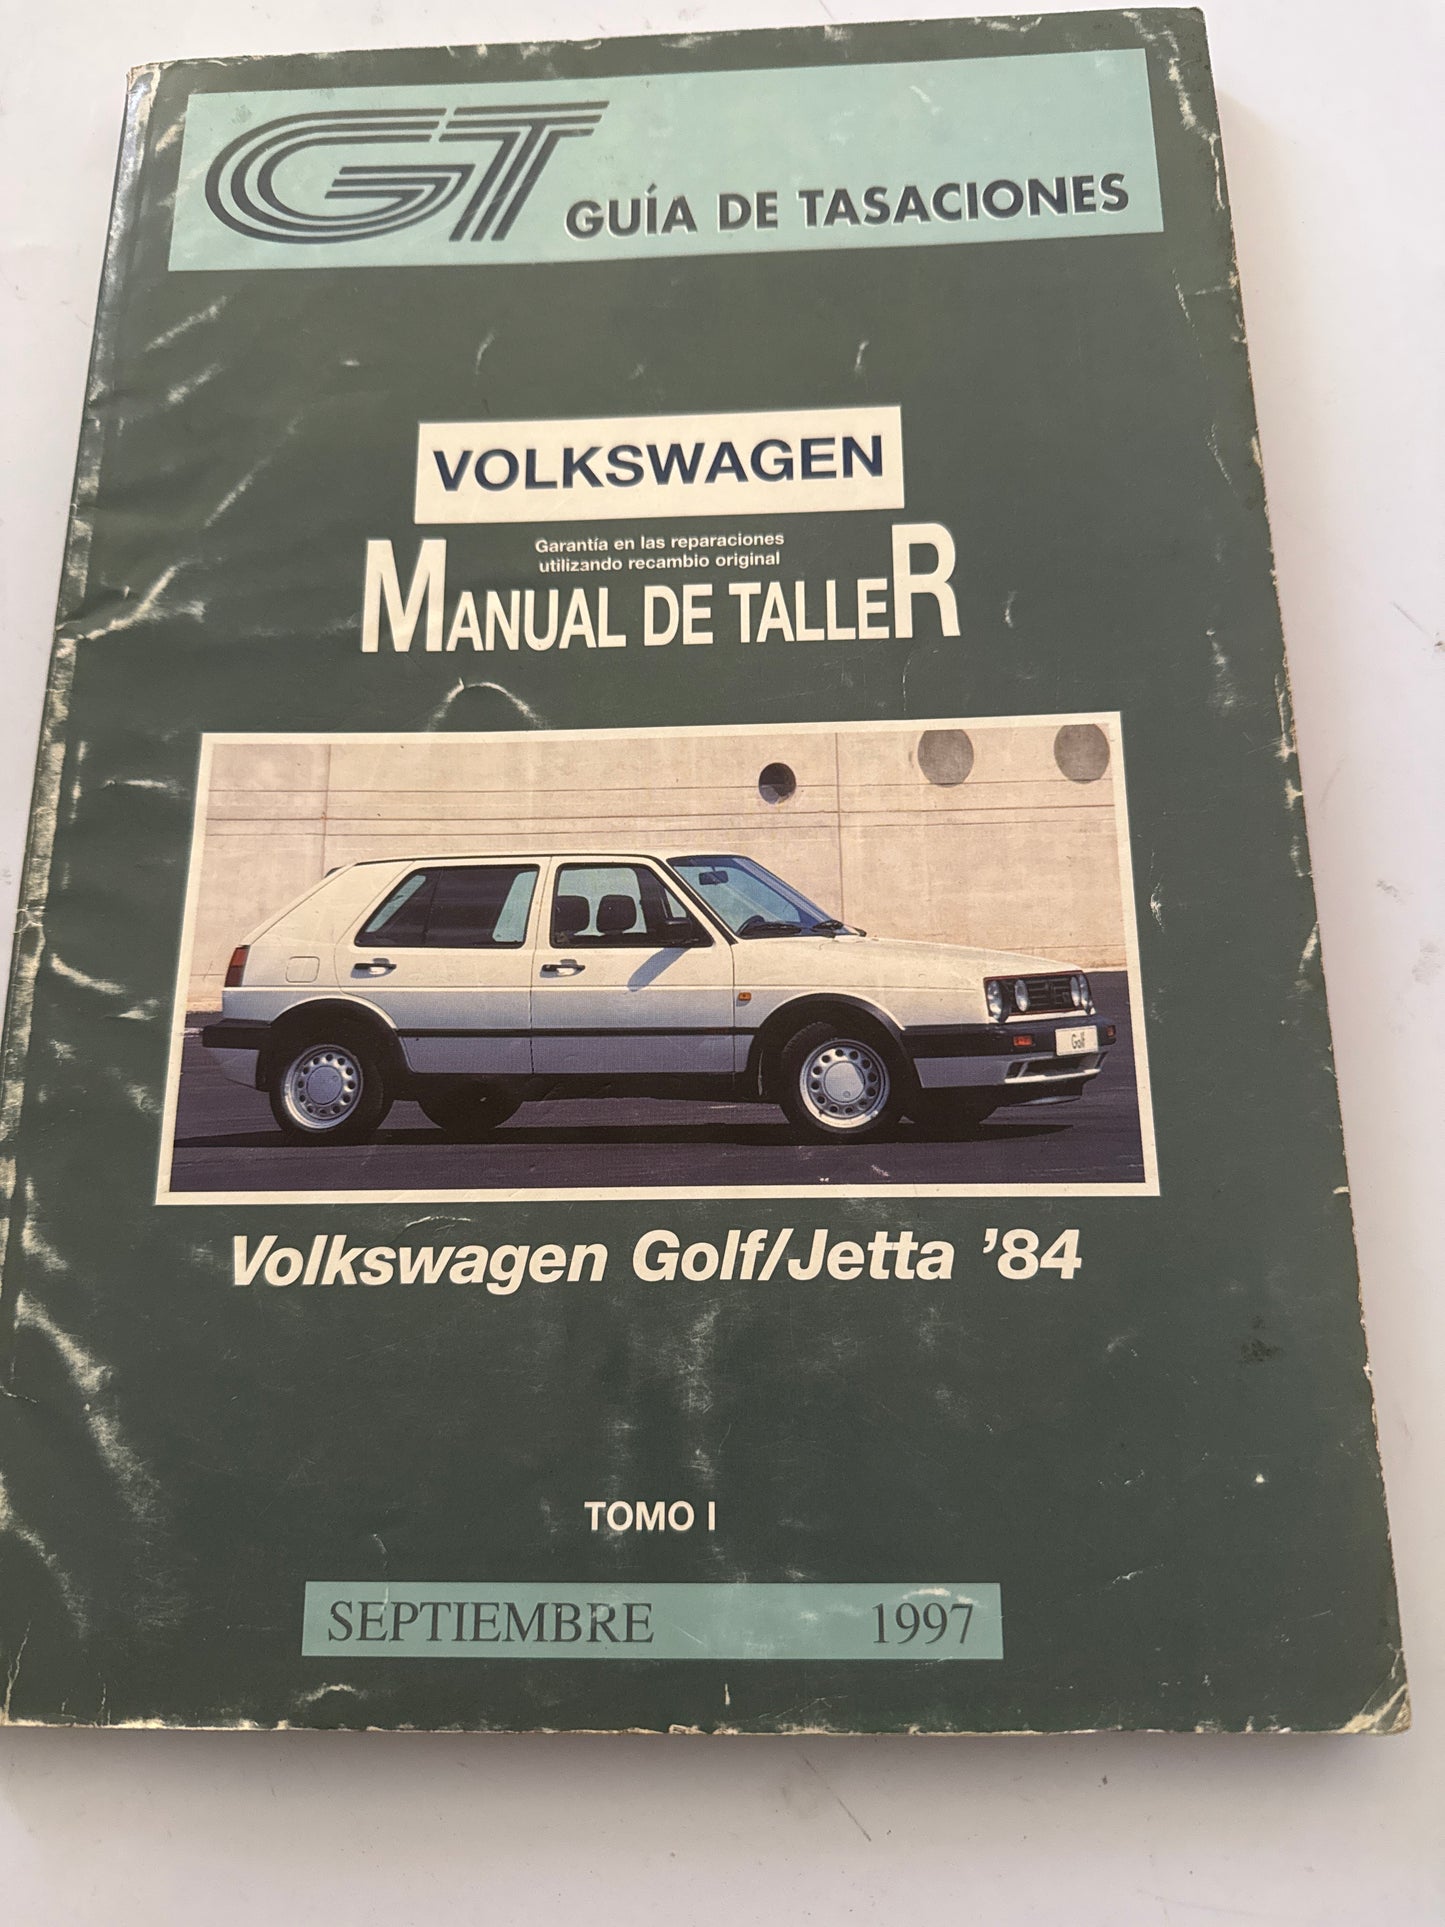 GT GUÍA DE TASACIONES
VOLKSWAGEN
Garantía en las reparaciones
utilizando recambio original
MANUAL DE TALLER
Golf
Volkswagen Golf/Jetta ’84
TOMO I
SEPTIEMBRE 1997